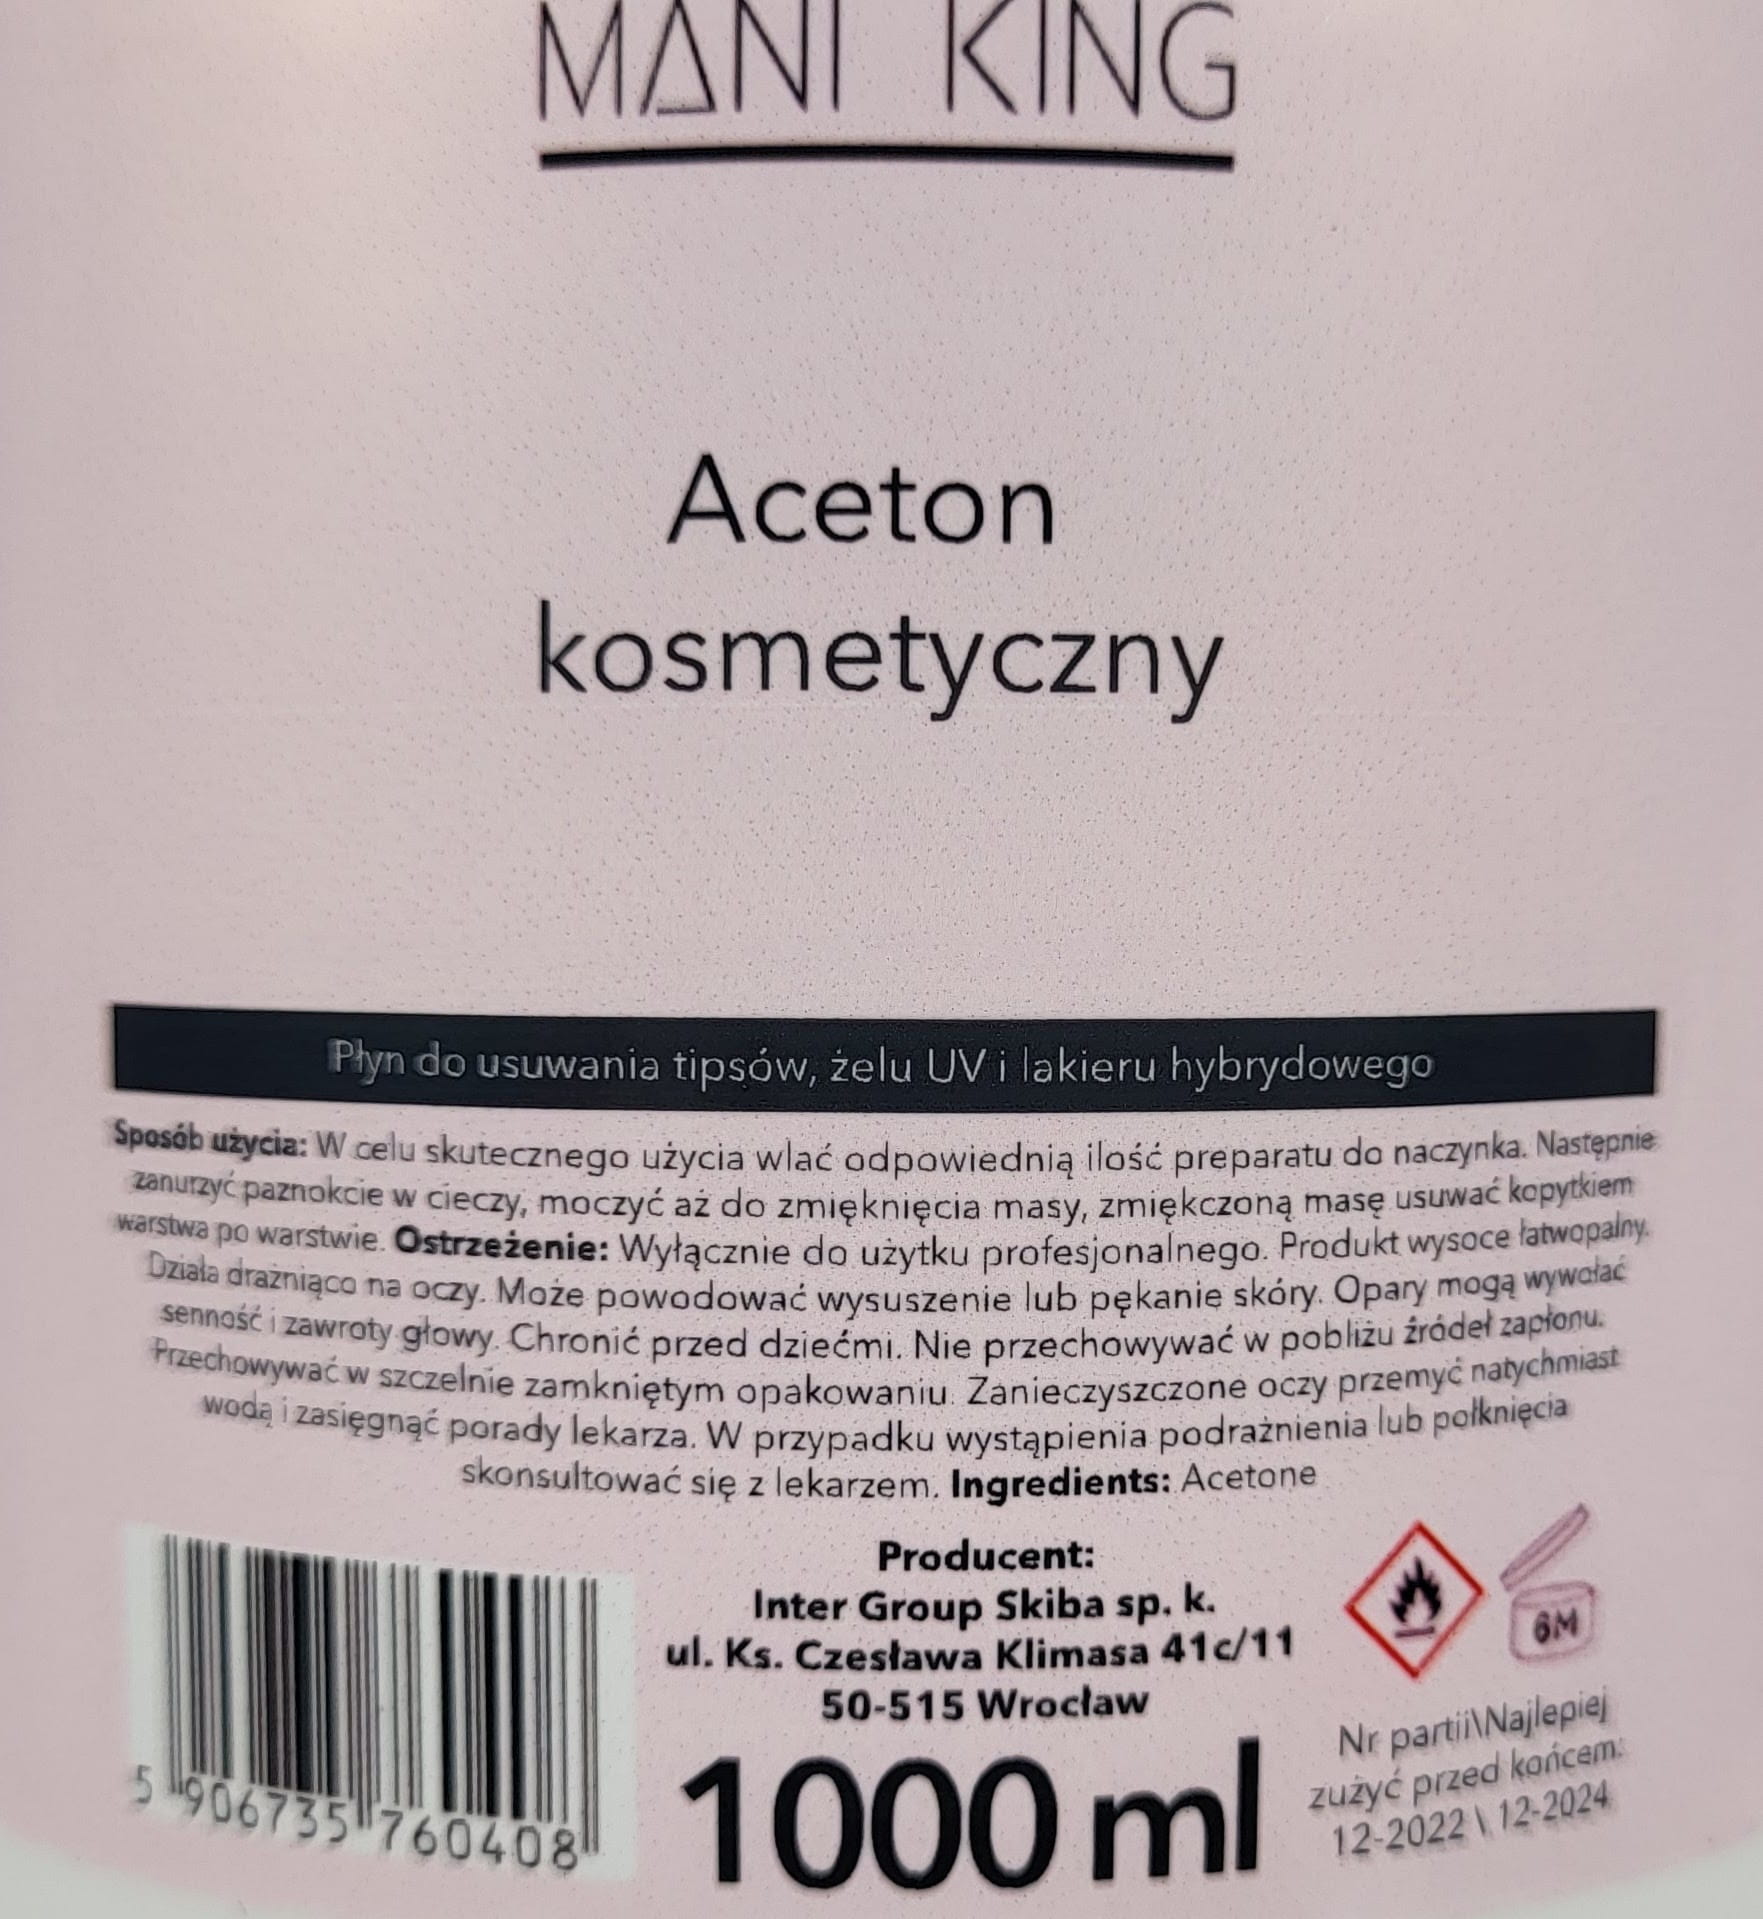 MANI KING
Aceton
kosmetyczny
Płyn do usuwania tipsów, żelu UV i lakieru hybrydowego
Sposób użycia: W celu skutecznego użycia wlać odpowiednią ilość preparatu do naczynka. Następnie
zanurzyć paznokcie w cieczy, moczyć aż do zmięknięcia masy, zmiękczoną masę usuwać kopytkiem
warstwa po warstwie. Ostrzeżenie: Wyłącznie do użytku profesjonalnego. Produkt wysoce łatwopalny.
Działa drażniąco na oczy. Może powodować wysuszenie lub pękanie skóry. Opary mogą wywołać
senność i zawroty głowy. Chronić przed dziećmi. Nie przechowywać w pobliżu źródeł zapłonu.
Przechowywać w szczelnie zamkniętym opakowaniu. Zanieczyszczone oczy przemyć natychmiast
wodą i zasięgnąć porady lekarza. W przypadku wystąpienia podrażnienia lub połknięcia
skonsultować się z lekarzem. Ingredients: Acetone
Producent:
Inter Group Skiba sp. k.
ul. Ks. Czesława Klimasa 41c/11
50-515 Wrocław
6M
Nr partii\Najlepiej
zużyć przed końcem:
12-2022 \ 12-2024
5 906735 760408
1000 ml